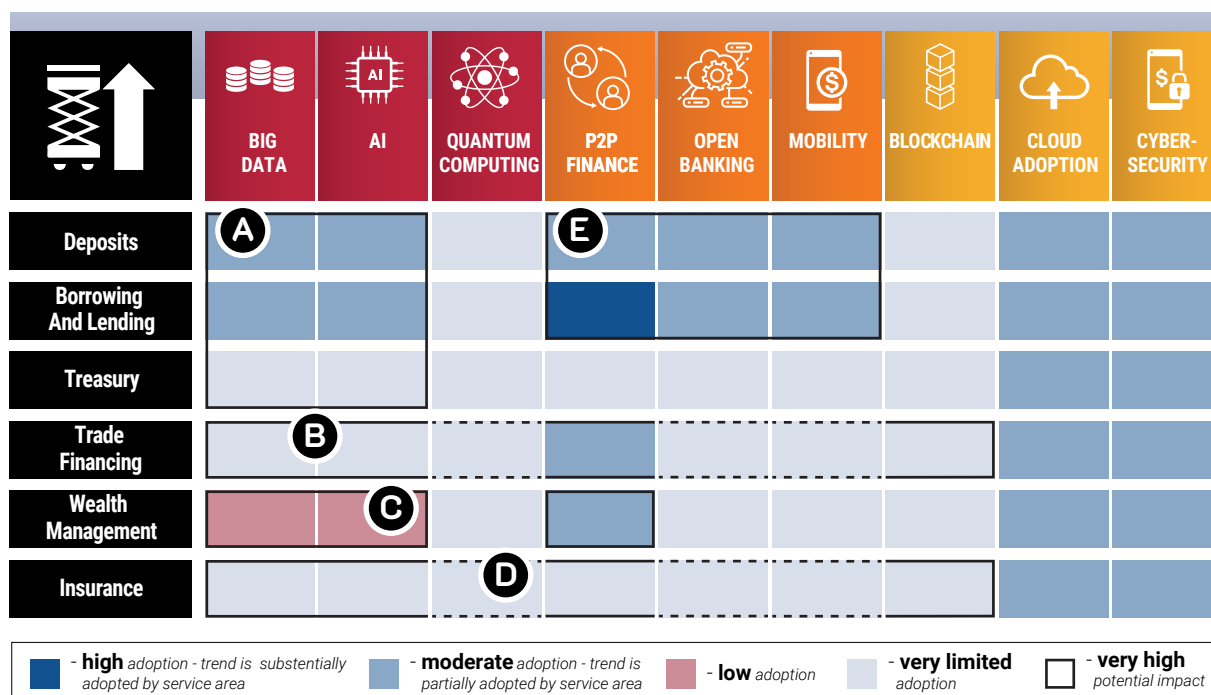 AI
$
$
BIG
DATA
AI
QUANTUM
COMPUTING
P2P
FINANCE
OPEN
BANKING
MOBILITY
BLOCKCHAIN
CLOUD
ADOPTION
CYBER-
SECURITY
Deposits
A
E
Borrowing
And Lending
Treasury
Trade
Financing
B
Wealth
Management
C
Insurance
D
- high adoption - trend is substentially
adopted by service area
- moderate adoption - trend is
partially adopted by service area
- low adoption
- very limited
adoption
- very high
potential impact